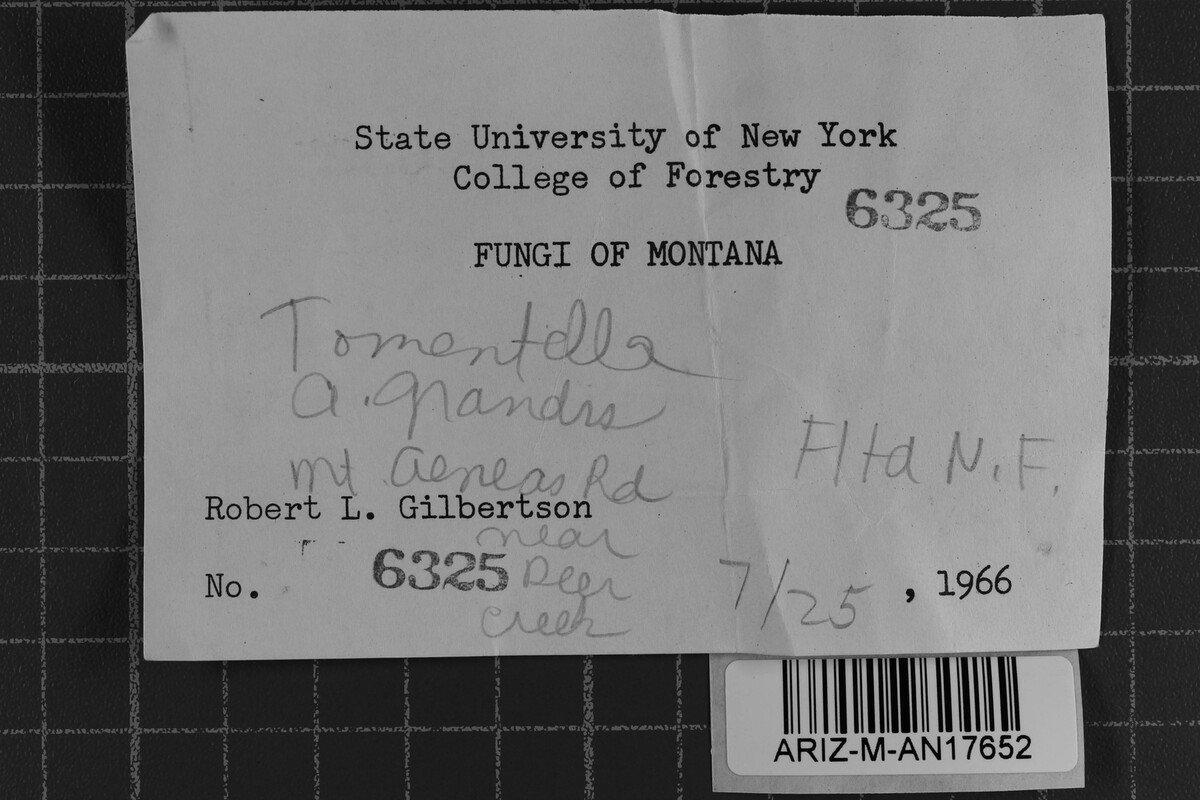 State University of New York
College of Forestry
6325
FUNGI OF MONTANA
Tomentella
A. grandis
Mt Aeneas Rd
Fltd N.F.
Robert L. Gilbertson
near
No. 6325 Deer 7/25, 1966
Creek
ARIZ-M-AN17652